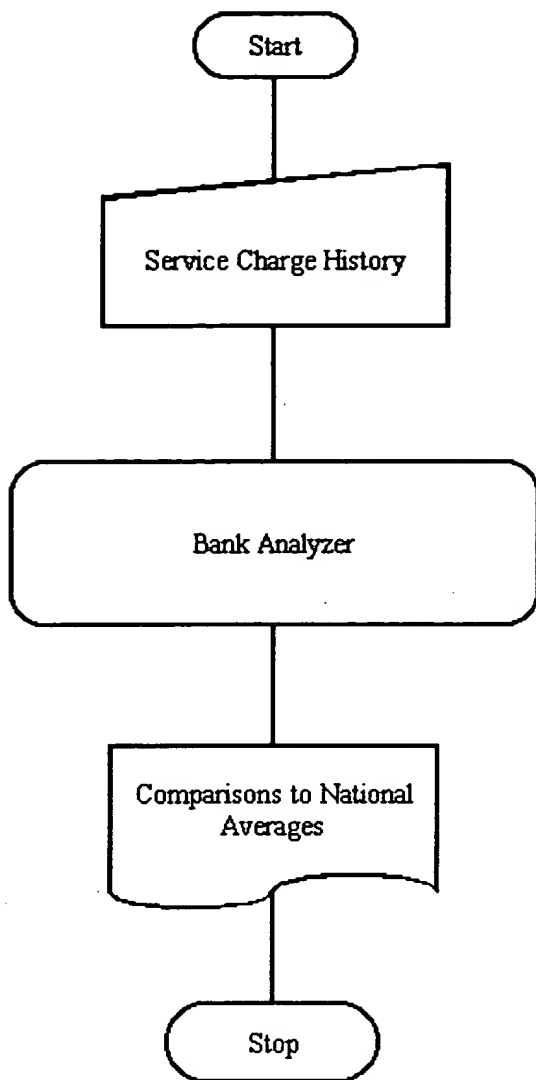 Start
Service Charge History
Bank Analyzer
Comparisons to National
Averages
Stop